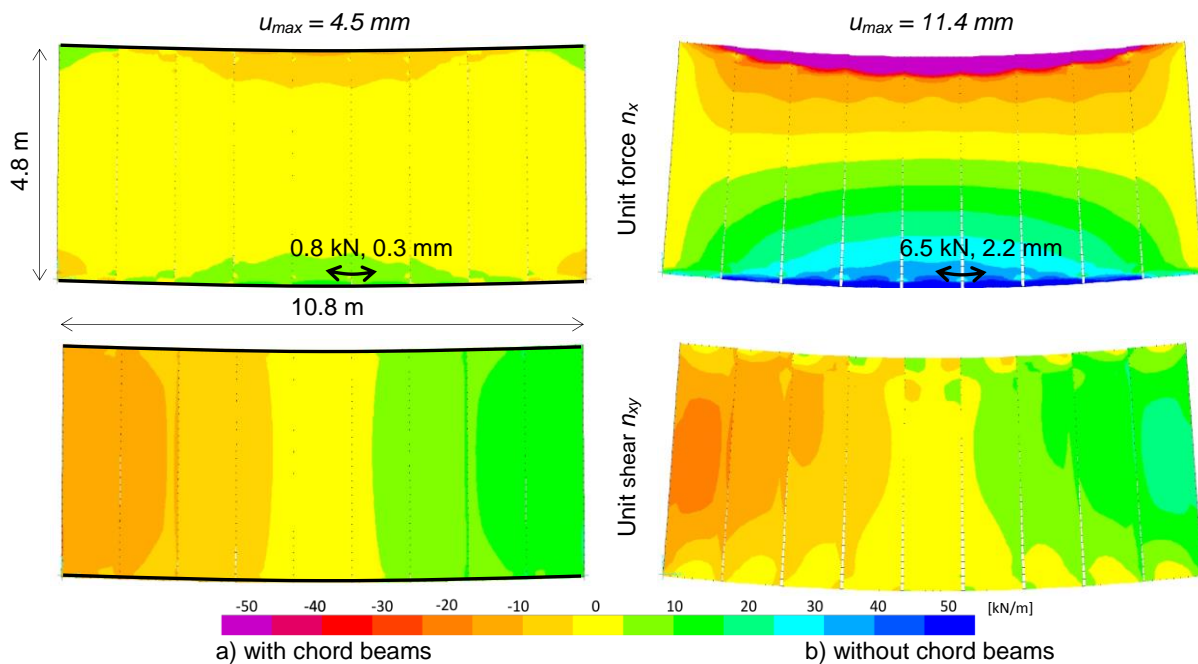 u_max = 4.5 mm
u_max = 11.4 mm
4.8 m
Unit force n_x
0.8 kN, 0.3 mm
6.5 kN, 2.2 mm
10.8 m
Unit shear n_xy
-50 -40 -30 -20 -10 0 10 20 30 40 50 [kN/m]
a) with chord beams
b) without chord beams